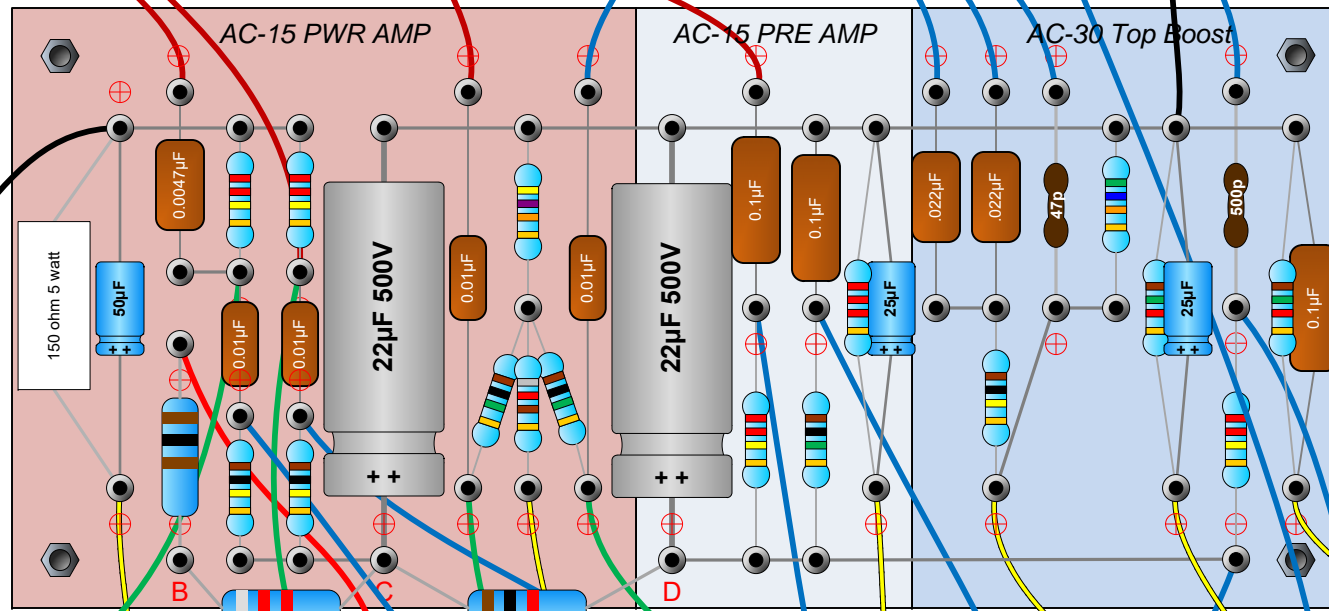 AC-15 PWR AMP
AC-15 PRE AMP
AC-30 Top Boost
150 ohm 5 watt
50µF
++
0.0047µF
0.01µF
0.01µF
22µF 500V
++
0.01µF
0.01µF
22µF 500V
++
0.1µF
0.1µF
25µF
++
.022µF
.022µF
47p
25µF
++
500p
0.1µF
B
C
D